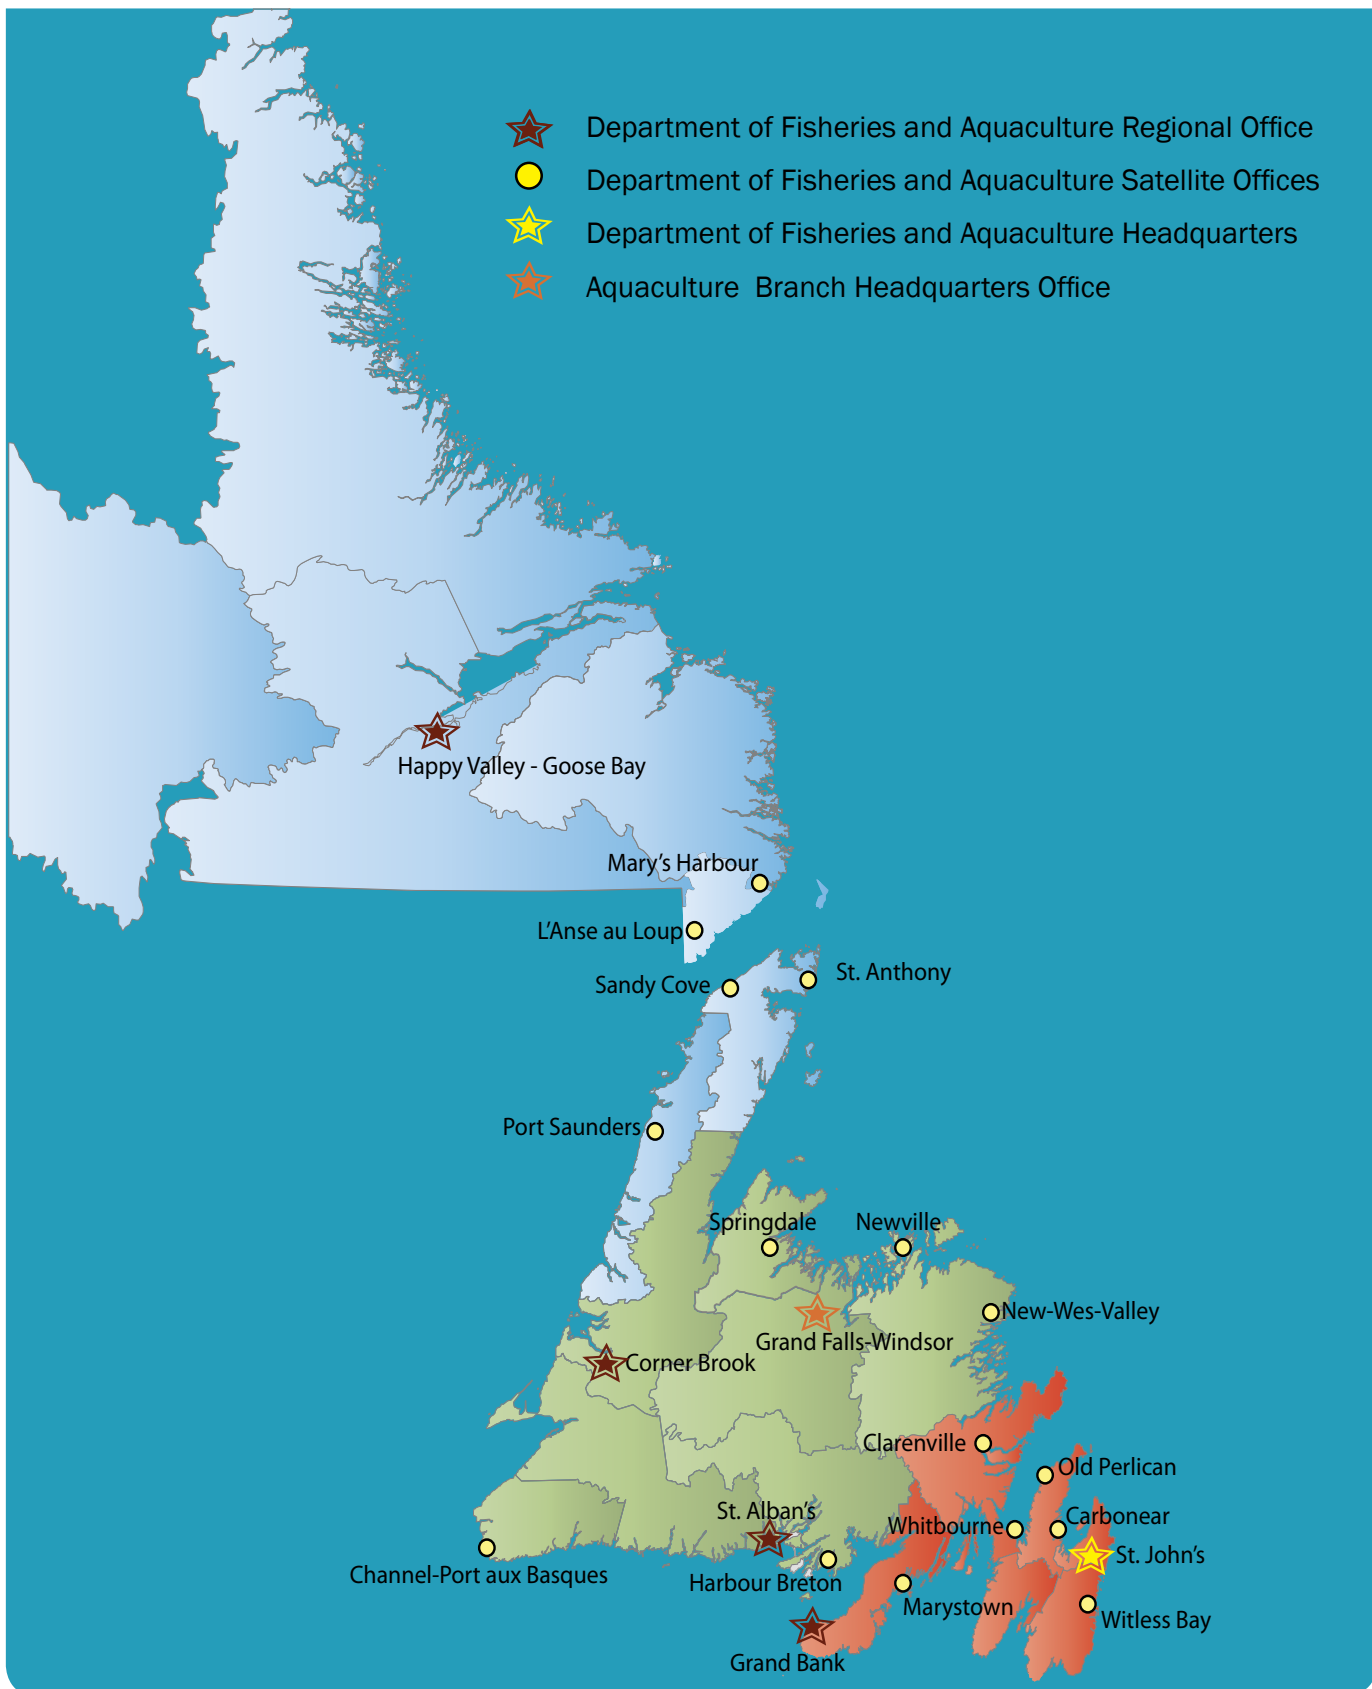 Department of Fisheries and Aquaculture Regional Office
Department of Fisheries and Aquaculture Satellite Offices
Department of Fisheries and Aquaculture Headquarters
Aquaculture Branch Headquarters Office
Happy Valley - Goose Bay
Mary's Harbour
L'Anse au Loup
Sandy Cove
St. Anthony
Port Saunders
Springdale
Newville
New-Wes-Valley
Grand Falls-Windsor
Corner Brook
Clarenville
Old Perlican
St. Alban's
Whitbourne
Carbonear
St. John's
Channel-Port aux Basques
Harbour Breton
Marystown
Witless Bay
Grand Bank